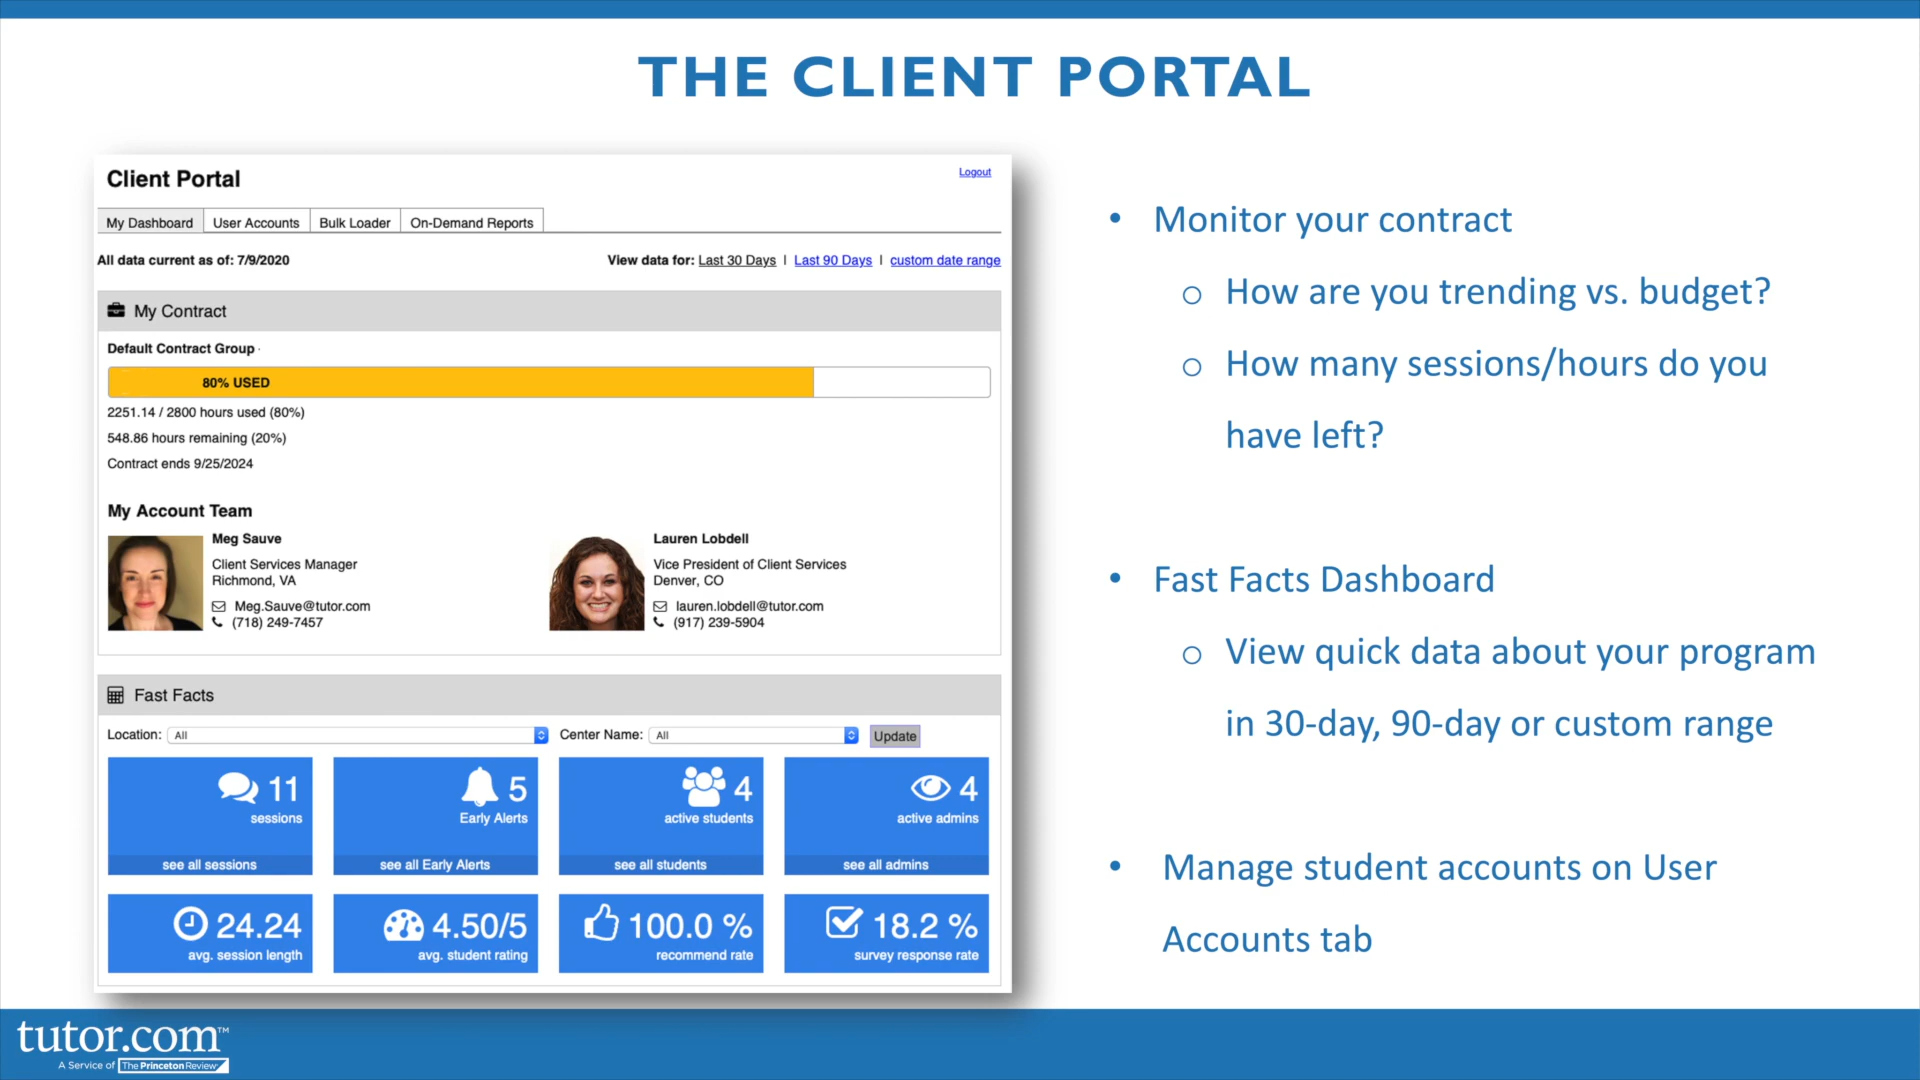 THE CLIENT PORTAL
Client Portal
Logout
My Dashboard
User Accounts
Bulk Loader
On-Demand Reports
All data current as of: 7/9/2020
View data for: Last 30 Days | Last 90 Days | custom date range
My Contract
Default Contract Group
80% USED
2251.14 / 2800 hours used (80%)
548.86 hours remaining (20%)
Contract ends 9/25/2024
My Account Team
Meg Sauve
Client Services Manager
Richmond, VA
Meg.Sauve@tutor.com
(718) 249-7457
Lauren Lobdell
Vice President of Client Services
Denver, CO
lauren.lobdell@tutor.com
(917) 239-5904
Fast Facts
Location: All
Center Name: All
Update
11
sessions
see all sessions
5
Early Alerts
see all Early Alerts
4
active students
see all students
4
active admins
see all admins
24.24
avg. session length
4.50/5
avg. student rating
100.0 %
recommend rate
18.2 %
survey response rate
• Monitor your contract
o How are you trending vs. budget?
o How many sessions/hours do you
have left?
• Fast Facts Dashboard
o View quick data about your program
in 30-day, 90-day or custom range
• Manage student accounts on User
Accounts tab
tutor.com™
A Service of The Princeton Review